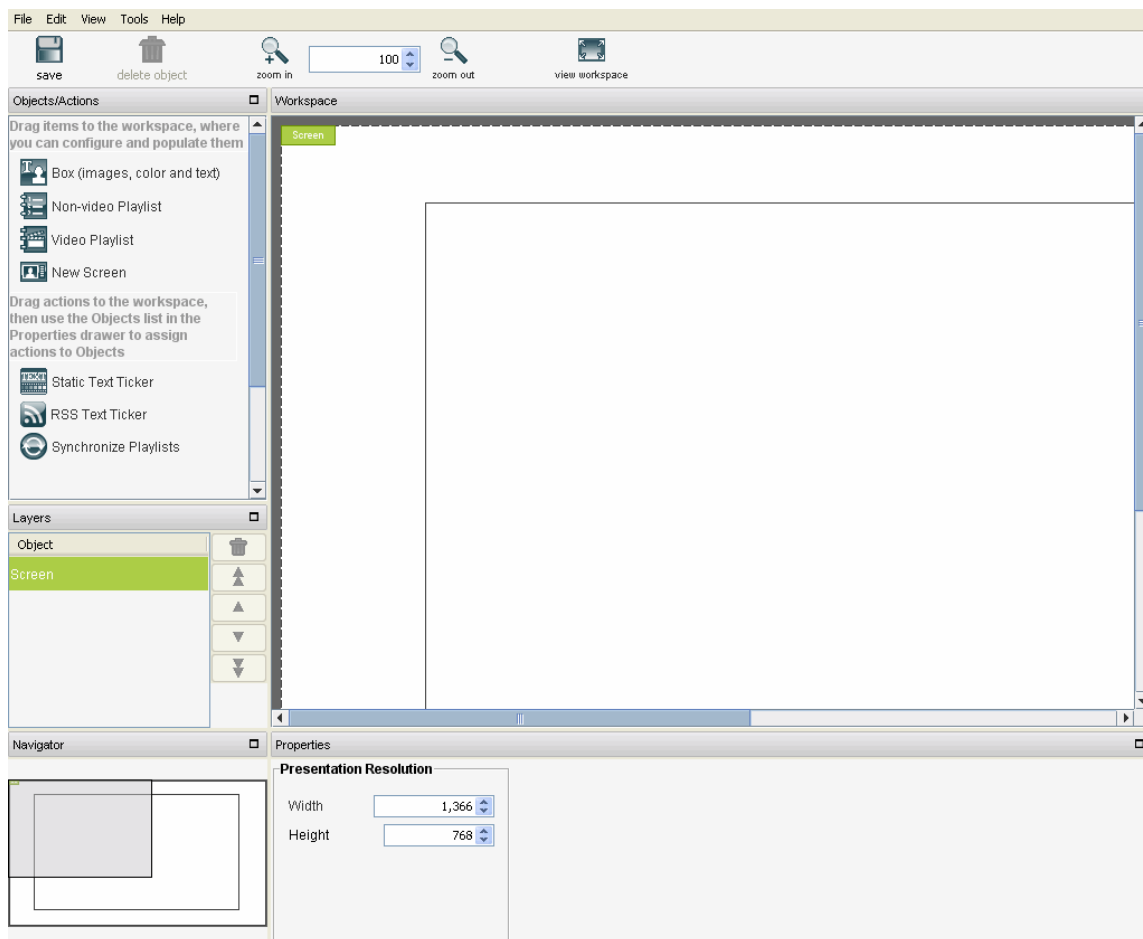 File Edit View Tools Help
save
delete object
zoom in
100
zoom out
view workspace
Objects/Actions
Workspace
Drag items to the workspace, where
you can configure and populate them
Box (images, color and text)
Non-video Playlist
Video Playlist
New Screen
Drag actions to the workspace,
then use the Objects list in the
Properties drawer to assign
actions to Objects
TEXT
Static Text Ticker
RSS Text Ticker
Synchronize Playlists
Screen
Layers
Object
Screen
Navigator
Properties
Presentation Resolution
Width 1,366
Height 768